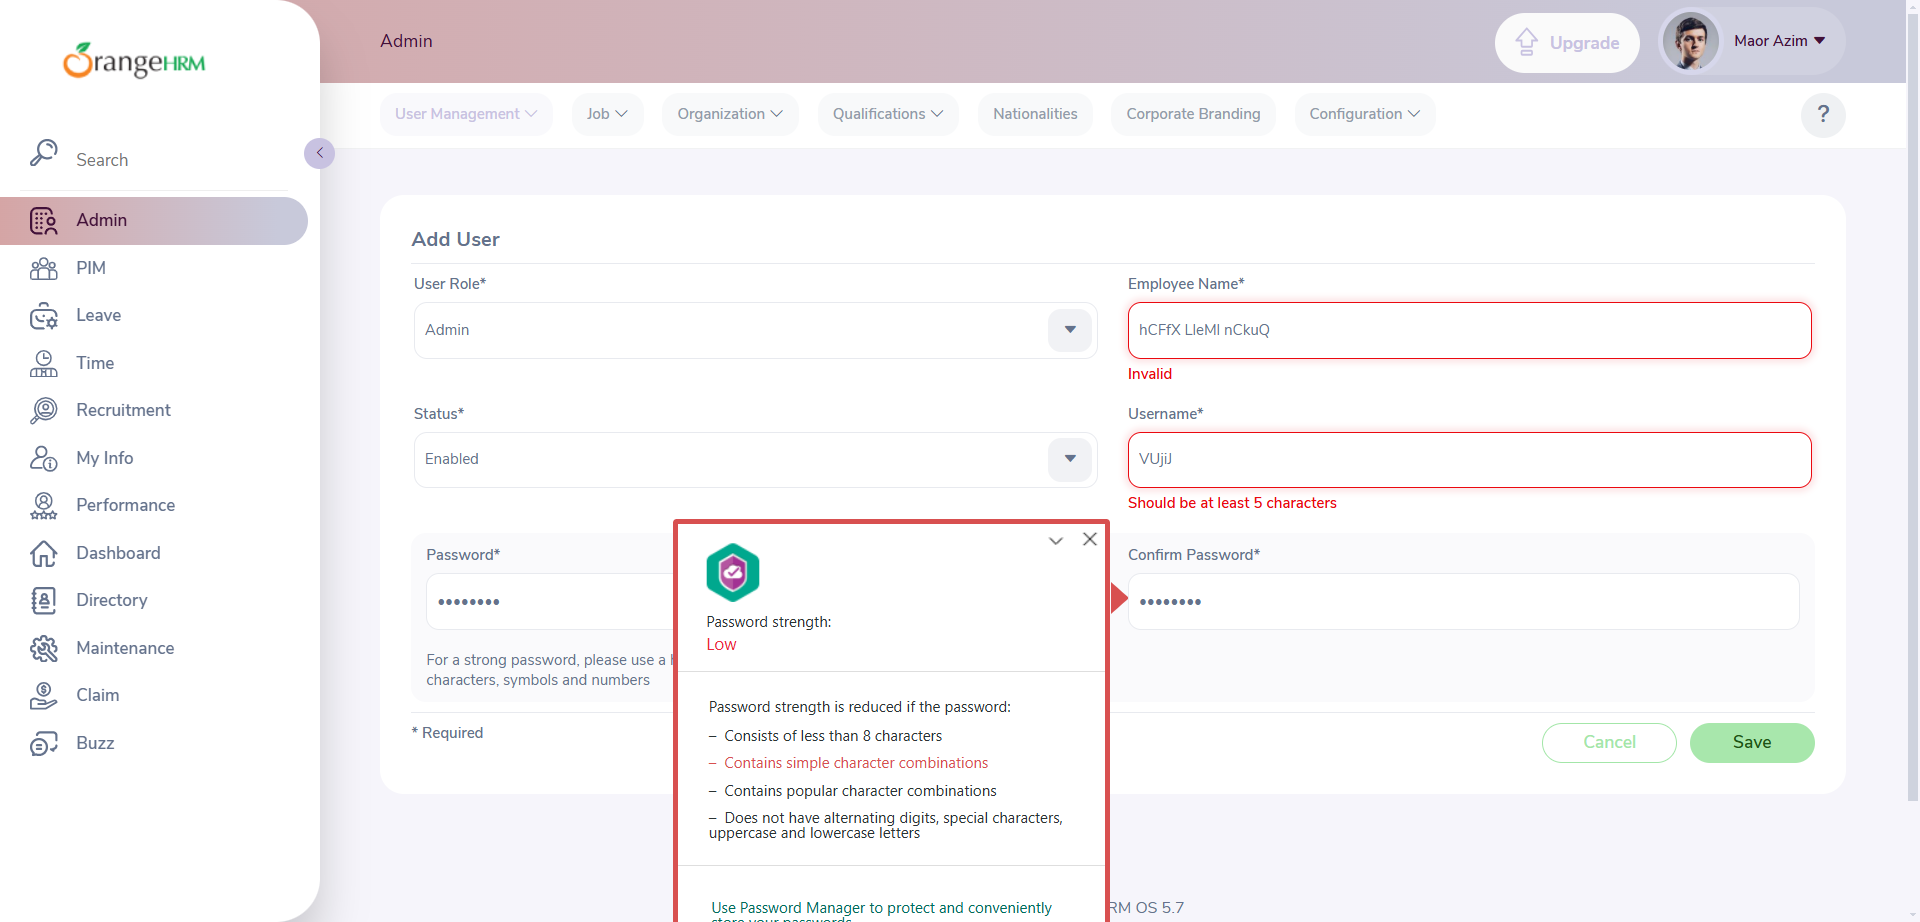 OrangeHRM
Search
Admin
PIM
Leave
Time
Recruitment
My Info
Performance
Dashboard
Directory
Maintenance
Claim
Buzz
Admin
Upgrade
Maor Azim
User Management
Job
Organization
Qualifications
Nationalities
Corporate Branding
Configuration
?
Add User
User Role*
Admin
Employee Name*
hCFfX LleMl nCkuQ
Invalid
Status*
Enabled
Username*
VUjiJ
Should be at least 5 characters
Password*
Confirm Password*
For a strong password, please use a
characters, symbols and numbers
* Required
Cancel
Save
Password strength:
Low
Password strength is reduced if the password:
– Consists of less than 8 characters
– Contains simple character combinations
– Contains popular character combinations
– Does not have alternating digits, special characters,
uppercase and lowercase letters
Use Password Manager to protect and conveniently
store your passwords
RM OS 5.7